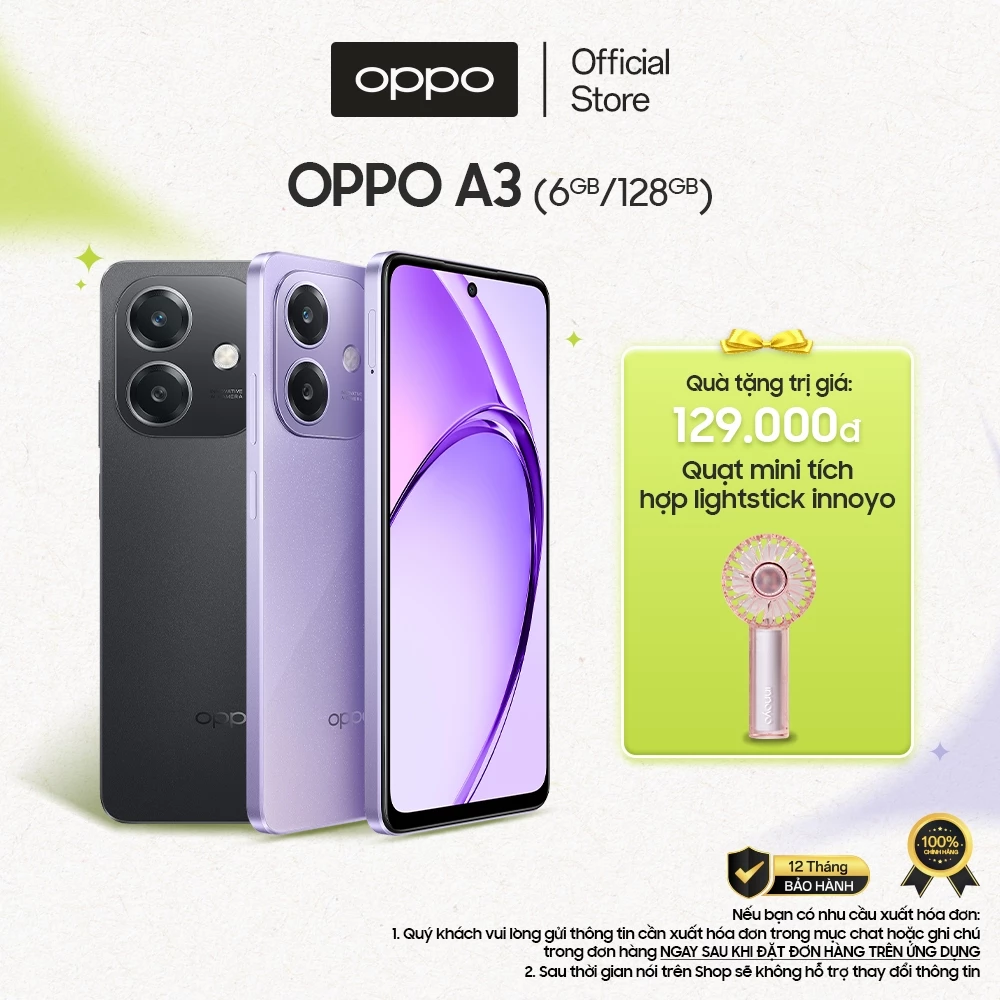 oppo
Official
Store
OPPO A3 (6GB/128GB)
Quà tặng trị giá:
129.000đ
Quạt mini tích
hợp lightstick innoyo
oppo
opp
innoyo
12 Tháng
BẢO HÀNH
100%
CHÍNH HÃNG
Nếu bạn có nhu cầu xuất hóa đơn:
1. Quý khách vui lòng gửi thông tin cần xuất hóa đơn trong mục chat hoặc ghi chú
trong đơn hàng NGAY SAU KHI ĐẶT ĐƠN HÀNG TRÊN ỨNG DỤNG
2. Sau thời gian nói trên Shop sẽ không hỗ trợ thay đổi thông tin